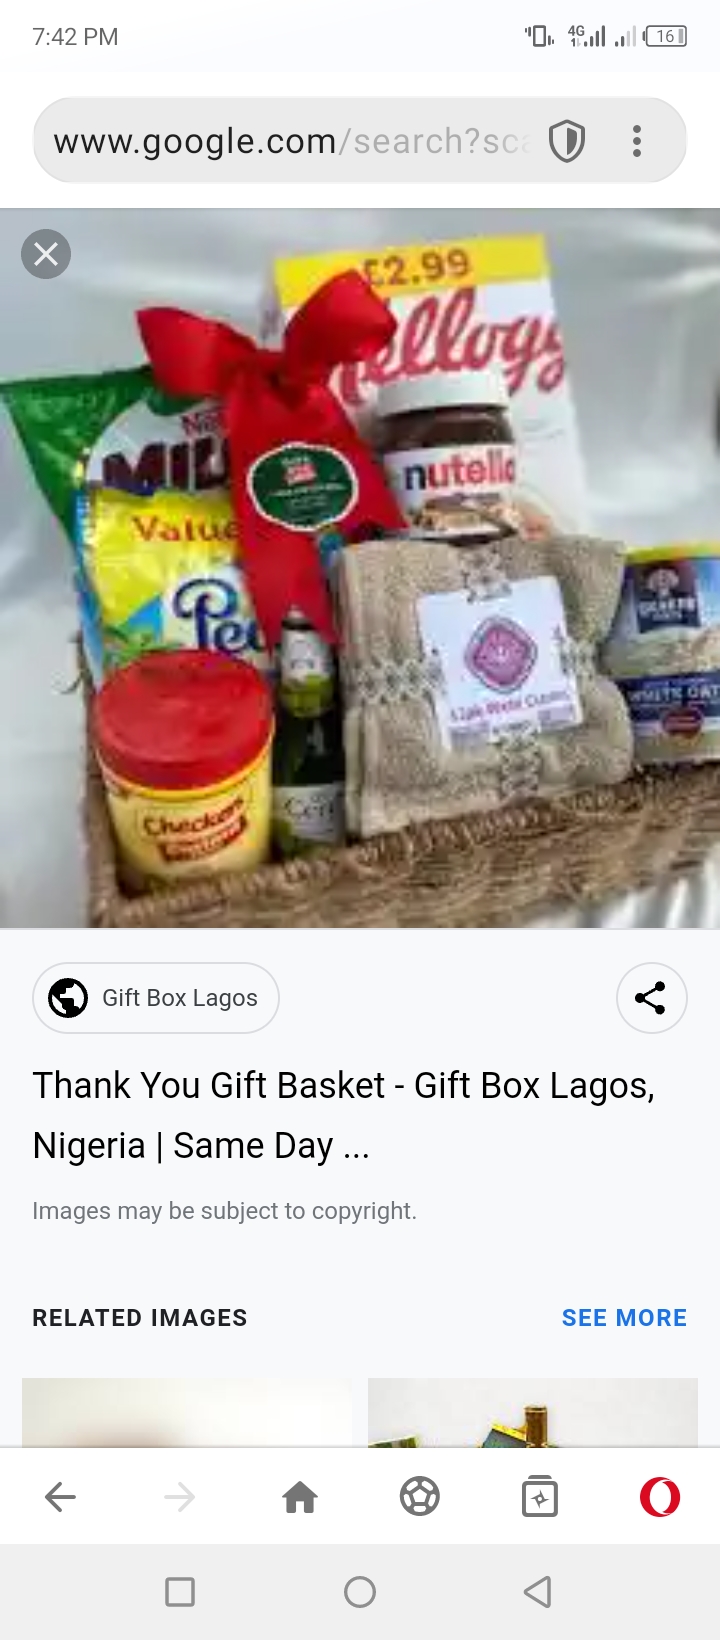 7:42 PM
4G
16
www.google.com/search?sc
£2.99
Kellogg
MIL
nutella
Value
Pe
QUAKER
WHITE OAT
Checkers
Gift Box Lagos
Thank You Gift Basket - Gift Box Lagos,
Nigeria | Same Day ...
Images may be subject to copyright.
RELATED IMAGES
SEE MORE